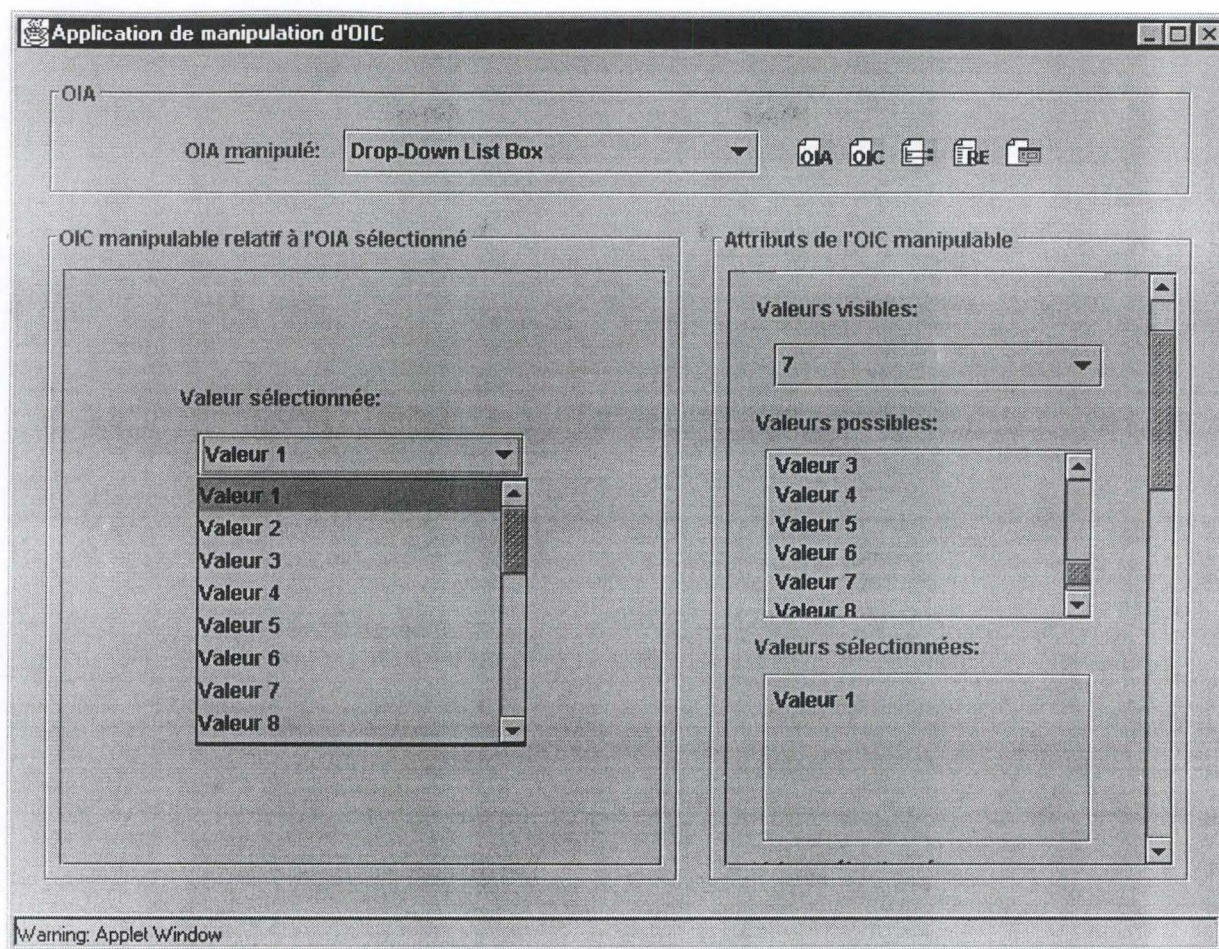 Application de manipulation d'OIC
OIA
OIA manipulé: Drop-Down List Box OIA OIC RE
OIC manipulable relatif à l'OIA sélectionné
Valeur sélectionnée:
Valeur 1
Valeur 1
Valeur 2
Valeur 3
Valeur 4
Valeur 5
Valeur 6
Valeur 7
Valeur 8
Attributs de l'OIC manipulable
Valeurs visibles:
7
Valeurs possibles:
Valeur 3
Valeur 4
Valeur 5
Valeur 6
Valeur 7
Valeur 8
Valeurs sélectionnées:
Valeur 1
Warning: Applet Window